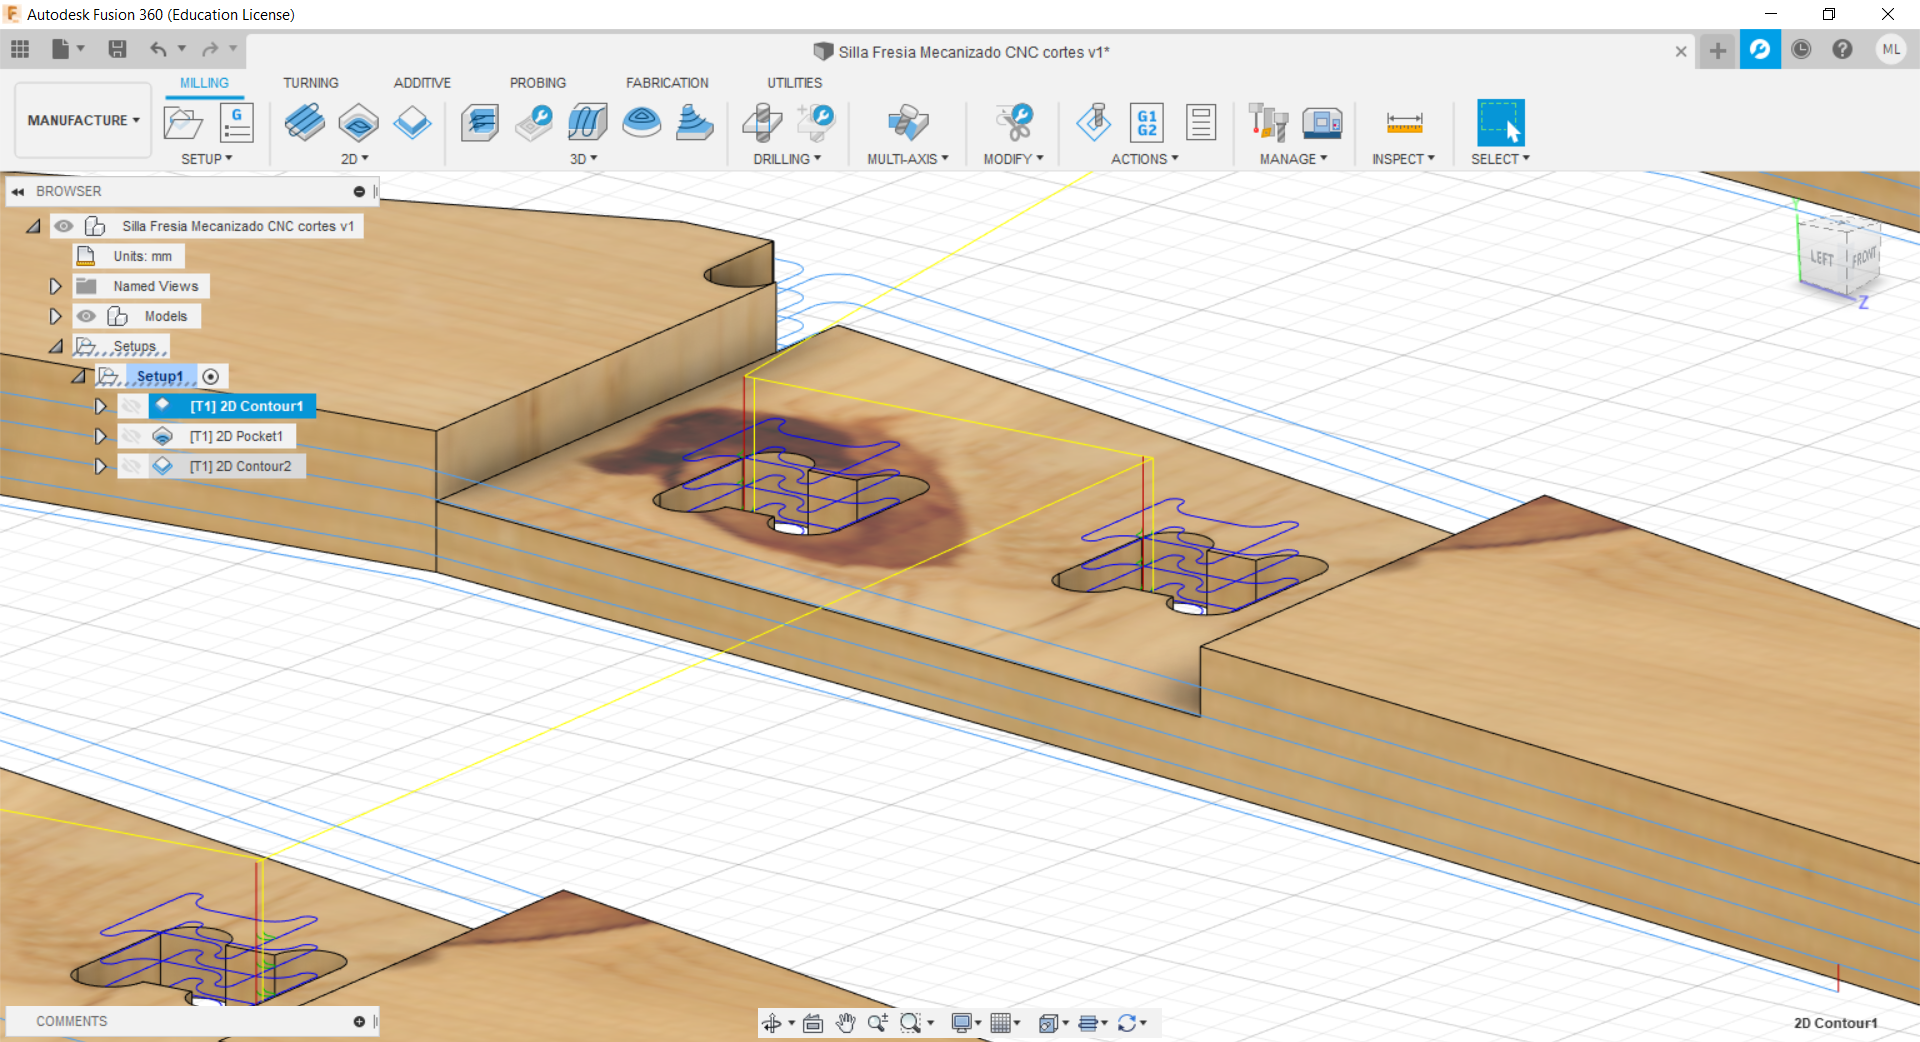 Autodesk Fusion 360 (Education License)
Silla Fresia Mecanizado CNC cortes v1*
ML
MILLING TURNING ADDITIVE PROBING FABRICATION UTILITIES
MANUFACTURE
G
G1
G2
SETUP 2D 3D DRILLING MULTI-AXIS MODIFY ACTIONS MANAGE INSPECT SELECT
BROWSER
Silla Fresia Mecanizado CNC cortes v1
Units: mm
Named Views
Models
Setups
Setup1
[T1] 2D Contour1
[T1] 2D Pocket1
[T1] 2D Contour2
LEFT FRONT
Z
COMMENTS
2D Contour1